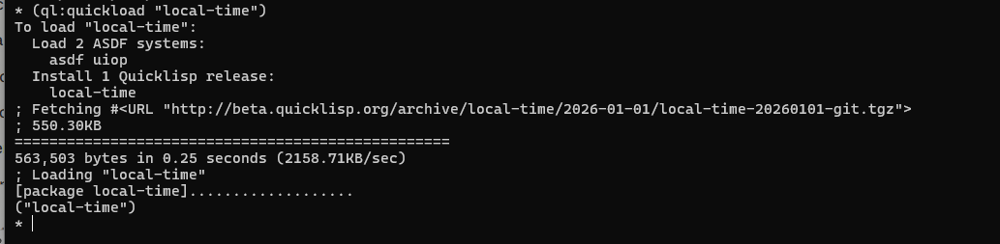 * (ql:quickload "local-time")
To load "local-time":
  Load 2 ASDF systems:
    asdf uiop
  Install 1 Quicklisp release:
    local-time
; Fetching #<URL "http://beta.quicklisp.org/archive/local-time/2026-01-01/local-time-20260101-git.tgz">
; 550.30KB
==================================================
563,503 bytes in 0.25 seconds (2158.71KB/sec)
; Loading "local-time"
[package local-time]...................
("local-time")
*